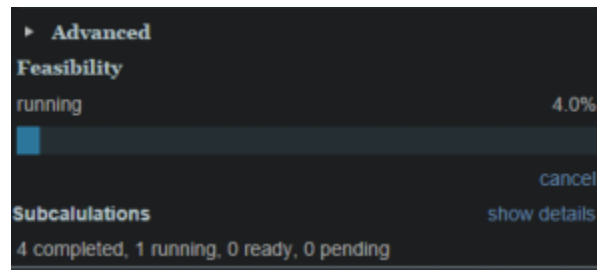 Advanced
Feasibility
running 4.0%
cancel
Subcalulations show details
4 completed, 1 running, 0 ready, 0 pending